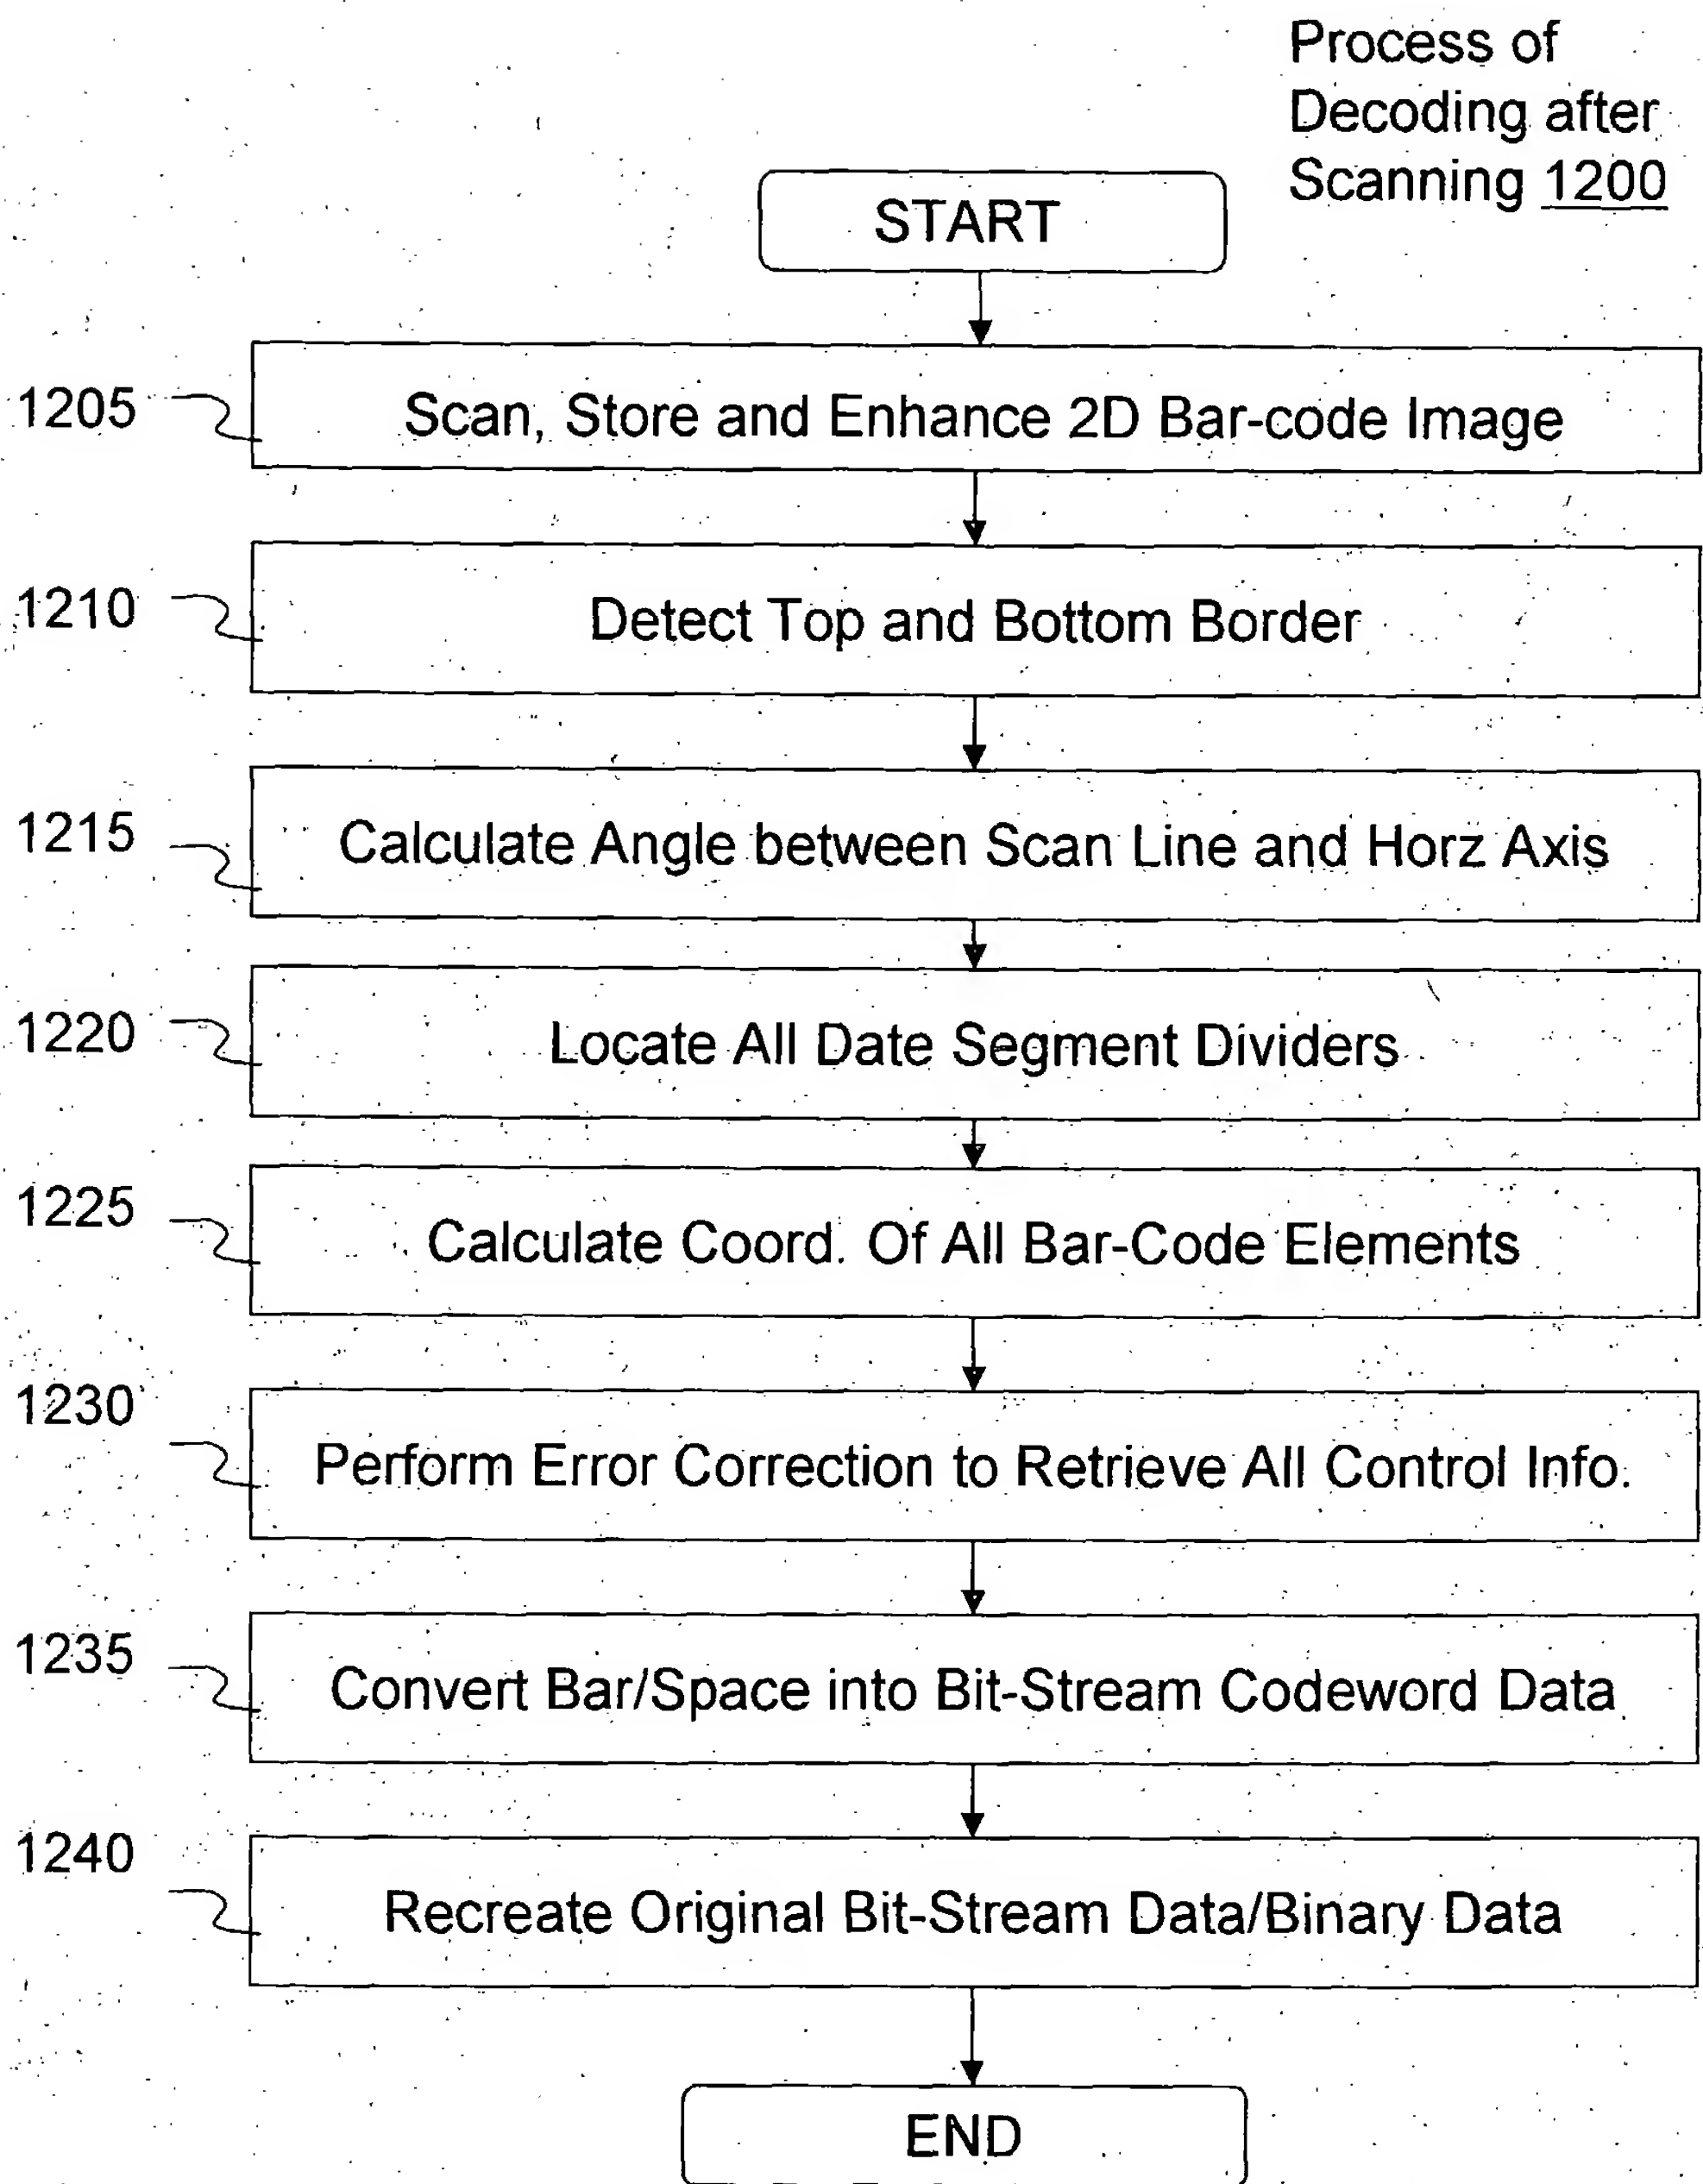 Process of
Decoding after
Scanning 1200
START
1205
Scan, Store and Enhance 2D Bar-code Image
1210
Detect Top and Bottom Border
1215
Calculate Angle between Scan Line and Horz Axis
1220
Locate All Date Segment Dividers
1225
Calculate Coord. Of All Bar-Code Elements
1230
Perform Error Correction to Retrieve All Control Info.
1235
Convert Bar/Space into Bit-Stream Codeword Data
1240
Recreate Original Bit-Stream Data/Binary Data
END